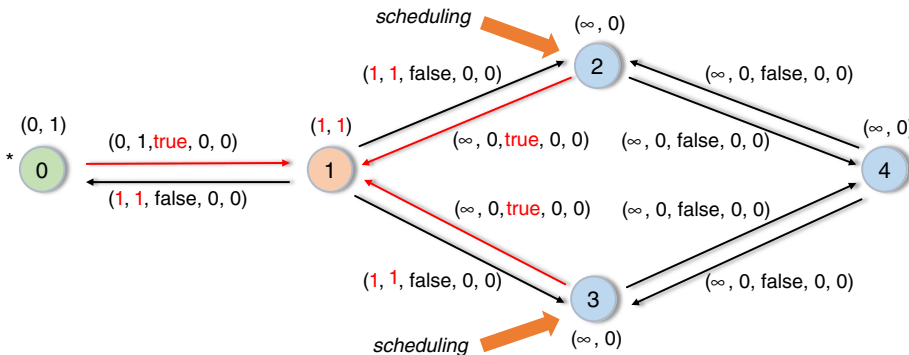 scheduling
(∞, 0)
2
(1, 1, false, 0, 0)
(∞, 0, false, 0, 0)
(0, 1)
(0, 1,true, 0, 0)
(1, 1)
(∞, 0,true, 0, 0)
(∞, 0, false, 0, 0)
(∞, 0)
*
0
1
4
(1, 1, false, 0, 0)
(∞, 0,true, 0, 0)
(∞, 0, false, 0, 0)
(1, 1, false, 0, 0)
(∞, 0, false, 0, 0)
3
scheduling
(∞, 0)